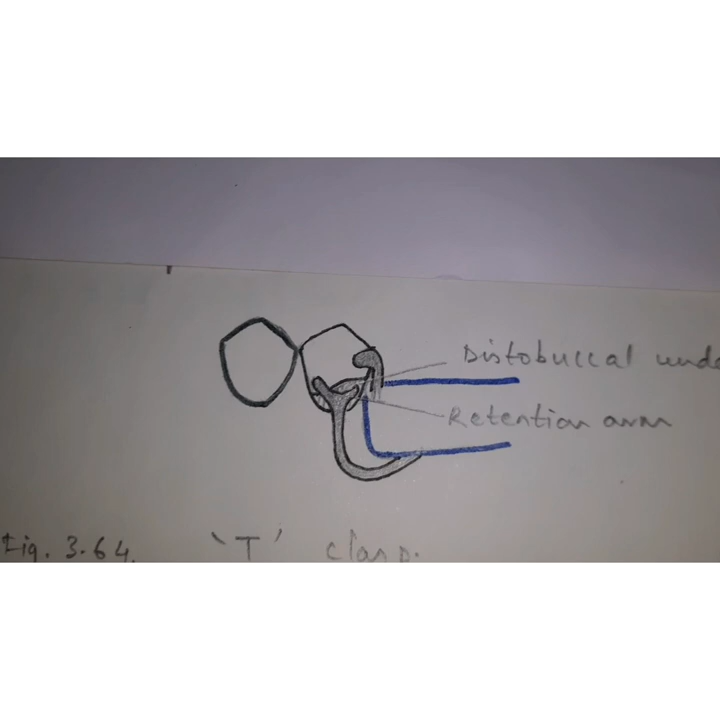 Distobuccal
Retention arm
Fig. 3.64. 'T' clasp.